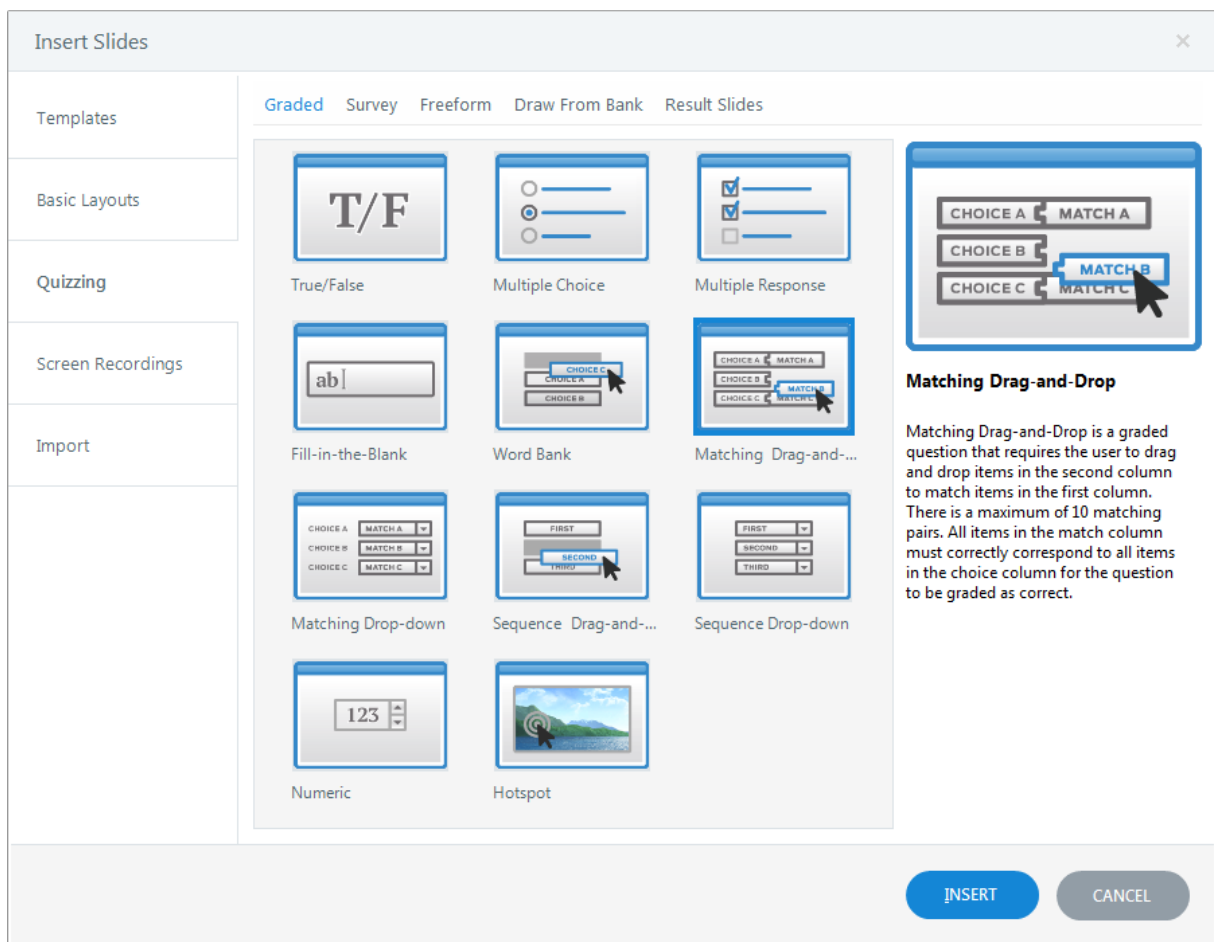 Insert Slides
×
Templates
Basic Layouts
Quizzing
Screen Recordings
Import
Graded Survey Freeform Draw From Bank Result Slides
T/F
True/False
Multiple Choice
Multiple Response
ab
Fill-in-the-Blank
CHOICE C
CHOICE A
CHOICE B
Word Bank
CHOICE A MATCH A
CHOICE B MATCH B
CHOICE C MATCH C
Matching Drag-and-...
CHOICE A MATCH A
CHOICE B MATCH B
CHOICE C MATCH C
Matching Drop-down
FIRST
SECOND
THIRD
Sequence Drag-and-...
FIRST
SECOND
THIRD
Sequence Drop-down
123
Numeric
Hotspot
CHOICE A MATCH A
CHOICE B MATCH B
CHOICE C MATCH C
Matching Drag-and-Drop
Matching Drag-and-Drop is a graded
question that requires the user to drag
and drop items in the second column
to match items in the first column.
There is a maximum of 10 matching
pairs. All items in the match column
must correctly correspond to all items
in the choice column for the question
to be graded as correct.
INSERT
CANCEL